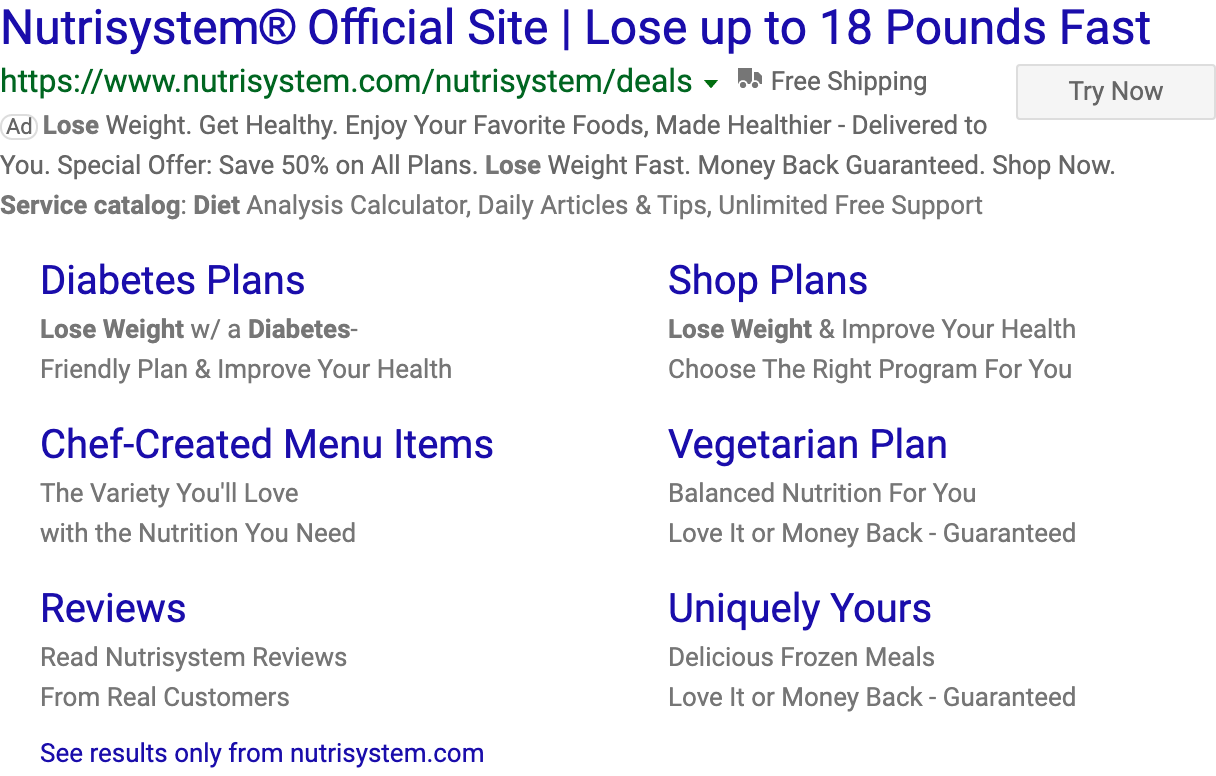 Nutrisystem® Official Site | Lose up to 18 Pounds Fast
https://www.nutrisystem.com/nutrisystem/deals Free Shipping
Try Now
Ad Lose Weight. Get Healthy. Enjoy Your Favorite Foods, Made Healthier - Delivered to
You. Special Offer: Save 50% on All Plans. Lose Weight Fast. Money Back Guaranteed. Shop Now.
Service catalog: Diet Analysis Calculator, Daily Articles & Tips, Unlimited Free Support
Diabetes Plans
Lose Weight w/ a Diabetes-
Friendly Plan & Improve Your Health
Shop Plans
Lose Weight & Improve Your Health
Choose The Right Program For You
Chef-Created Menu Items
The Variety You'll Love
with the Nutrition You Need
Vegetarian Plan
Balanced Nutrition For You
Love It or Money Back - Guaranteed
Reviews
Read Nutrisystem Reviews
From Real Customers
Uniquely Yours
Delicious Frozen Meals
Love It or Money Back - Guaranteed
See results only from nutrisystem.com